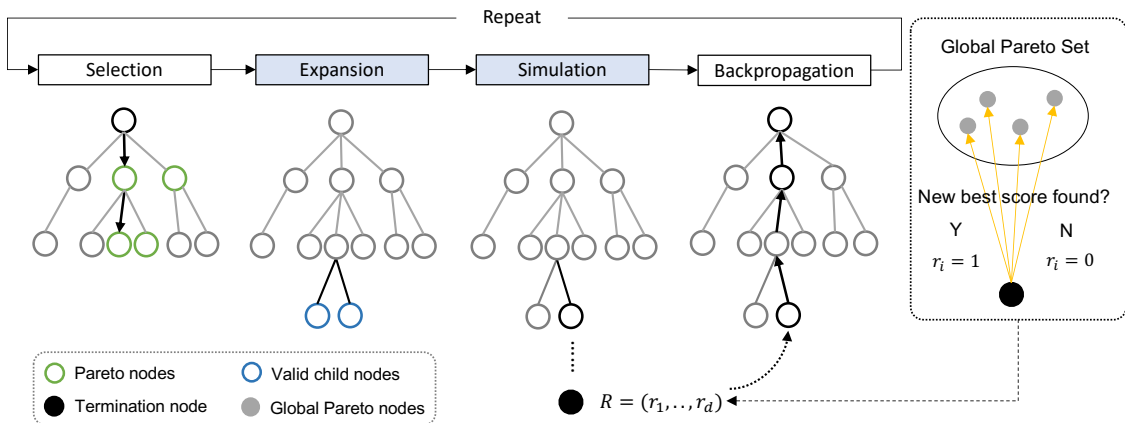 Repeat
Selection
Expansion
Simulation
Backpropagation
Global Pareto Set
New best score found?
Y N
r_i = 1 r_i = 0
Pareto nodes
Valid child nodes
Termination node
Global Pareto nodes
R = (r_1,..,r_d)